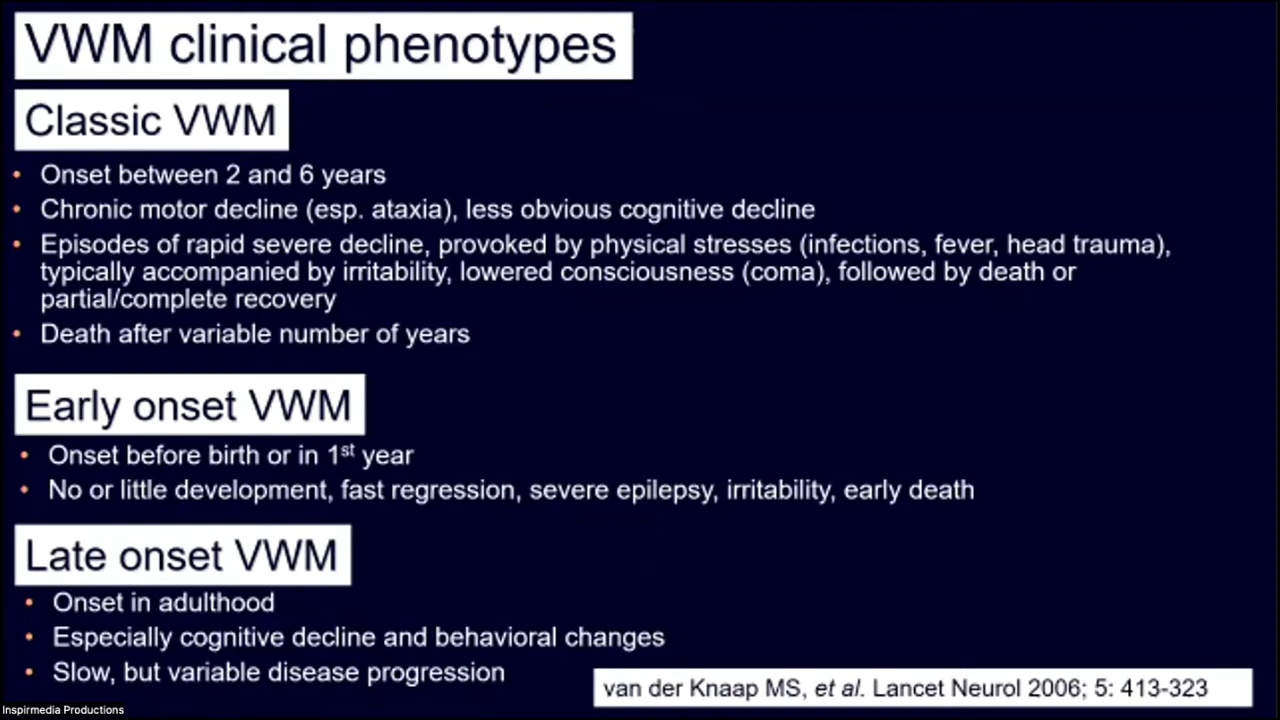 VWM clinical phenotypes
Classic VWM
• Onset between 2 and 6 years
• Chronic motor decline (esp. ataxia), less obvious cognitive decline
• Episodes of rapid severe decline, provoked by physical stresses (infections, fever, head trauma),
typically accompanied by irritability, lowered consciousness (coma), followed by death or
partial/complete recovery
• Death after variable number of years
Early onset VWM
• Onset before birth or in 1st year
• No or little development, fast regression, severe epilepsy, irritability, early death
Late onset VWM
• Onset in adulthood
• Especially cognitive decline and behavioral changes
• Slow, but variable disease progression
van der Knaap MS, et al. Lancet Neurol 2006; 5: 413-323
Inspirmedia Productions